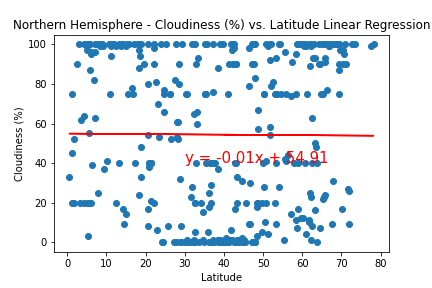 Northern Hemisphere - Cloudiness (%) vs. Latitude Linear Regression
100
80
60
40
20
0
Cloudiness (%)
y = -0.01x + 54.91
0 10 20 30 40 50 60 70 80
Latitude